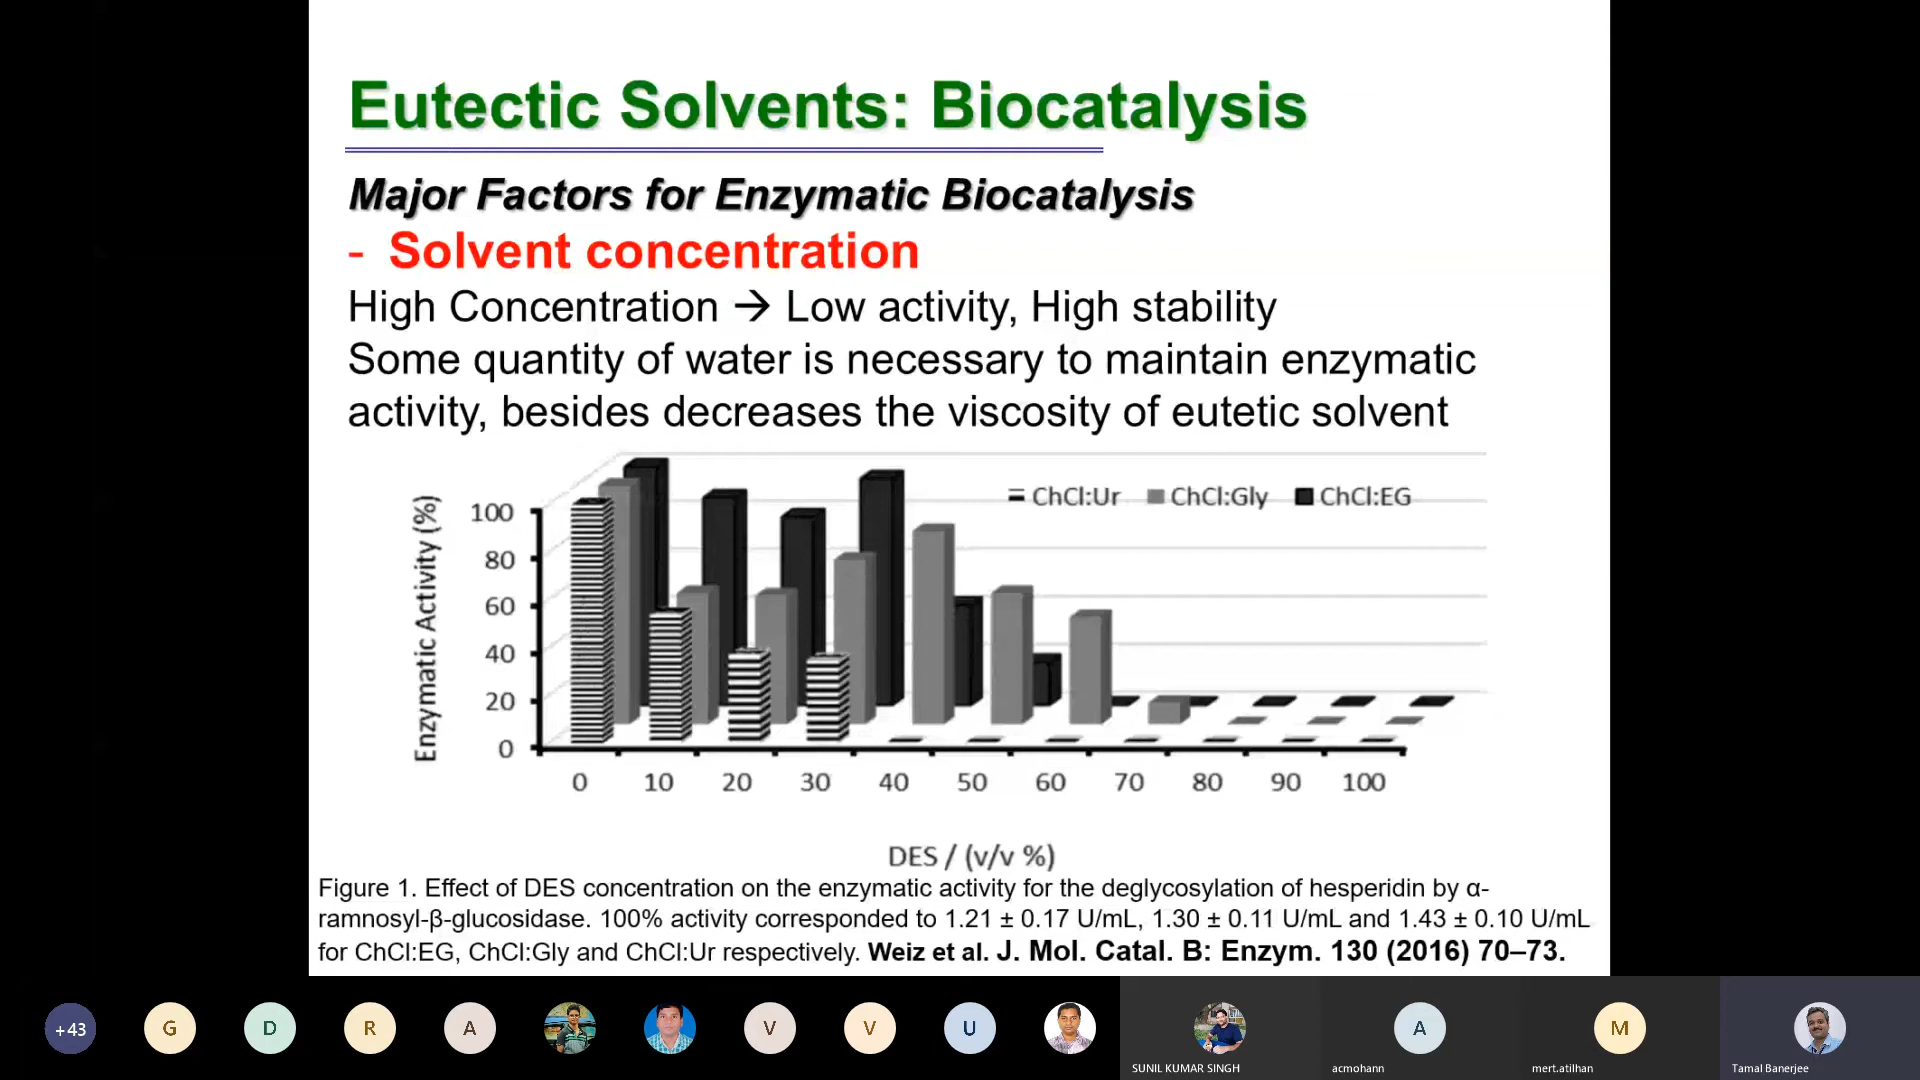 Eutectic Solvents: Biocatalysis
Major Factors for Enzymatic Biocatalysis
- Solvent concentration
High Concentration → Low activity, High stability
Some quantity of water is necessary to maintain enzymatic
activity, besides decreases the viscosity of eutetic solvent
ChCl:Ur ChCl:Gly ChCl:EG
Enzymatic Activity (%)
100
80
60
40
20
0
0 10 20 30 40 50 60 70 80 90 100
DES / (v/v %)
Figure 1. Effect of DES concentration on the enzymatic activity for the deglycosylation of hesperidin by α-
ramnosyl-β-glucosidase. 100% activity corresponded to 1.21 ± 0.17 U/mL, 1.30 ± 0.11 U/mL and 1.43 ± 0.10 U/mL
for ChCl:EG, ChCl:Gly and ChCl:Ur respectively. Weiz et al. J. Mol. Catal. B: Enzym. 130 (2016) 70–73.
+43 G D R A V V U A M
SUNIL KUMAR SINGH acmohann mert.atilhan Tamal Banerjee